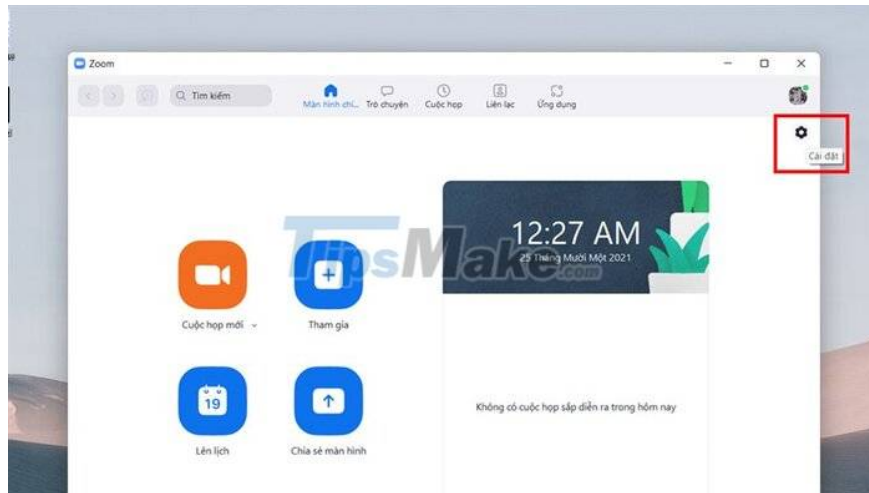 Zoom
Tìm kiếm
Màn hình chí...
Trò chuyện
Cuộc họp
Liên lạc
Ứng dụng
Cài đặt
12:27 AM
25 Tháng Mười Một 2021
TipsMake.com
Cuộc họp mới
Tham gia
19
Lên lịch
Chia sẻ màn hình
Không có cuộc họp sắp diễn ra trong hôm nay